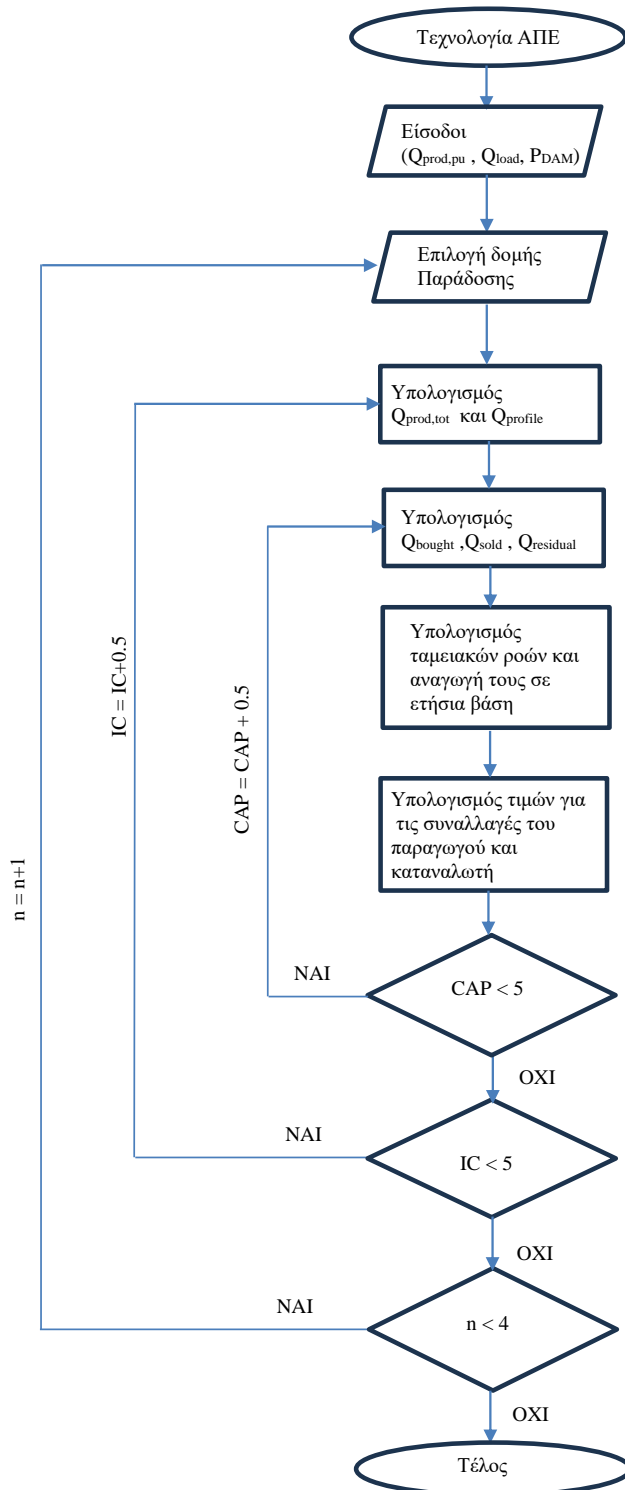 Τεχνολογία ΑΠΕ
Είσοδοι
(Qprod,pu , Qload, PDAM)
Επιλογή δομής
Παράδοσης
Υπολογισμός
Qprod,tot και Qprofile
Υπολογισμός
Qbought ,Qsold , Qresidual
Υπολογισμός
ταμειακών ροών και
αναγωγή τους σε
ετήσια βάση
Υπολογισμός τιμών για
τις συναλλαγές του
παραγωγού και
καταναλωτή
CAP < 5
ΝΑΙ
ΟΧΙ
CAP = CAP + 0.5
IC < 5
ΝΑΙ
ΟΧΙ
IC = IC+0.5
n < 4
ΝΑΙ
ΟΧΙ
n = n+1
Τέλος